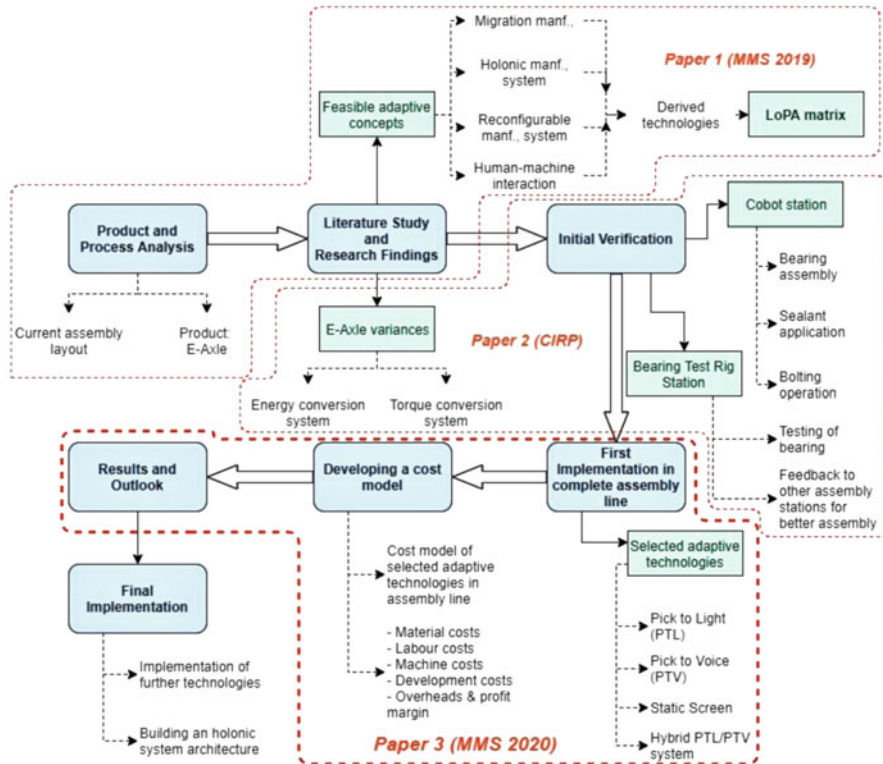 Migration manf.,
Holonic manf.,
system
Paper 1 (MMS 2019)
Feasible adaptive
concepts
Derived
technologies
LoPA matrix
Reconfigurable
manf., system
Human-machine
interaction
Product and
Process Analysis
Literature Study
and
Research Findings
Initial Verification
Cobot station
Bearing
assembly
Sealant
application
Bolting
operation
Current assembly
layout
Product:
E-Axle
E-Axle variances
Paper 2 (CIRP)
Bearing Test Rig
Station
Energy conversion
system
Torque conversion
system
Testing of
bearing
Feedback to
other assembly
stations for
better assembly
Results and
Outlook
Developing a cost
model
First
Implementation in
complete assembly
line
Selected adaptive
technologies
Final
Implementation
Cost model of
selected adaptive
technologies in
assembly line
- Material costs
- Labour costs
- Machine costs
- Development costs
- Overheads & profit
margin
Pick to Light
(PTL)
Pick to Voice
(PTV)
Static Screen
Hybrid PTL/PTV
system
Implementation of
further technologies
Building an holonic
system architecture
Paper 3 (MMS 2020)